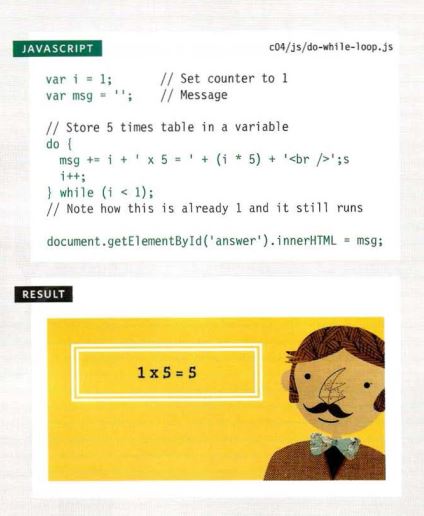 JAVASCRIPT
c04/js/do-while-loop.js
var i = 1;        // Set counter to 1
var msg = '';     // Message
// Store 5 times table in a variable
do {
  msg += i + ' x 5 = ' + (i * 5) + '<br />';s
  i++;
} while (i < 1);
// Note how this is already 1 and it still runs
document.getElementById('answer').innerHTML = msg;
RESULT
1 x 5 = 5